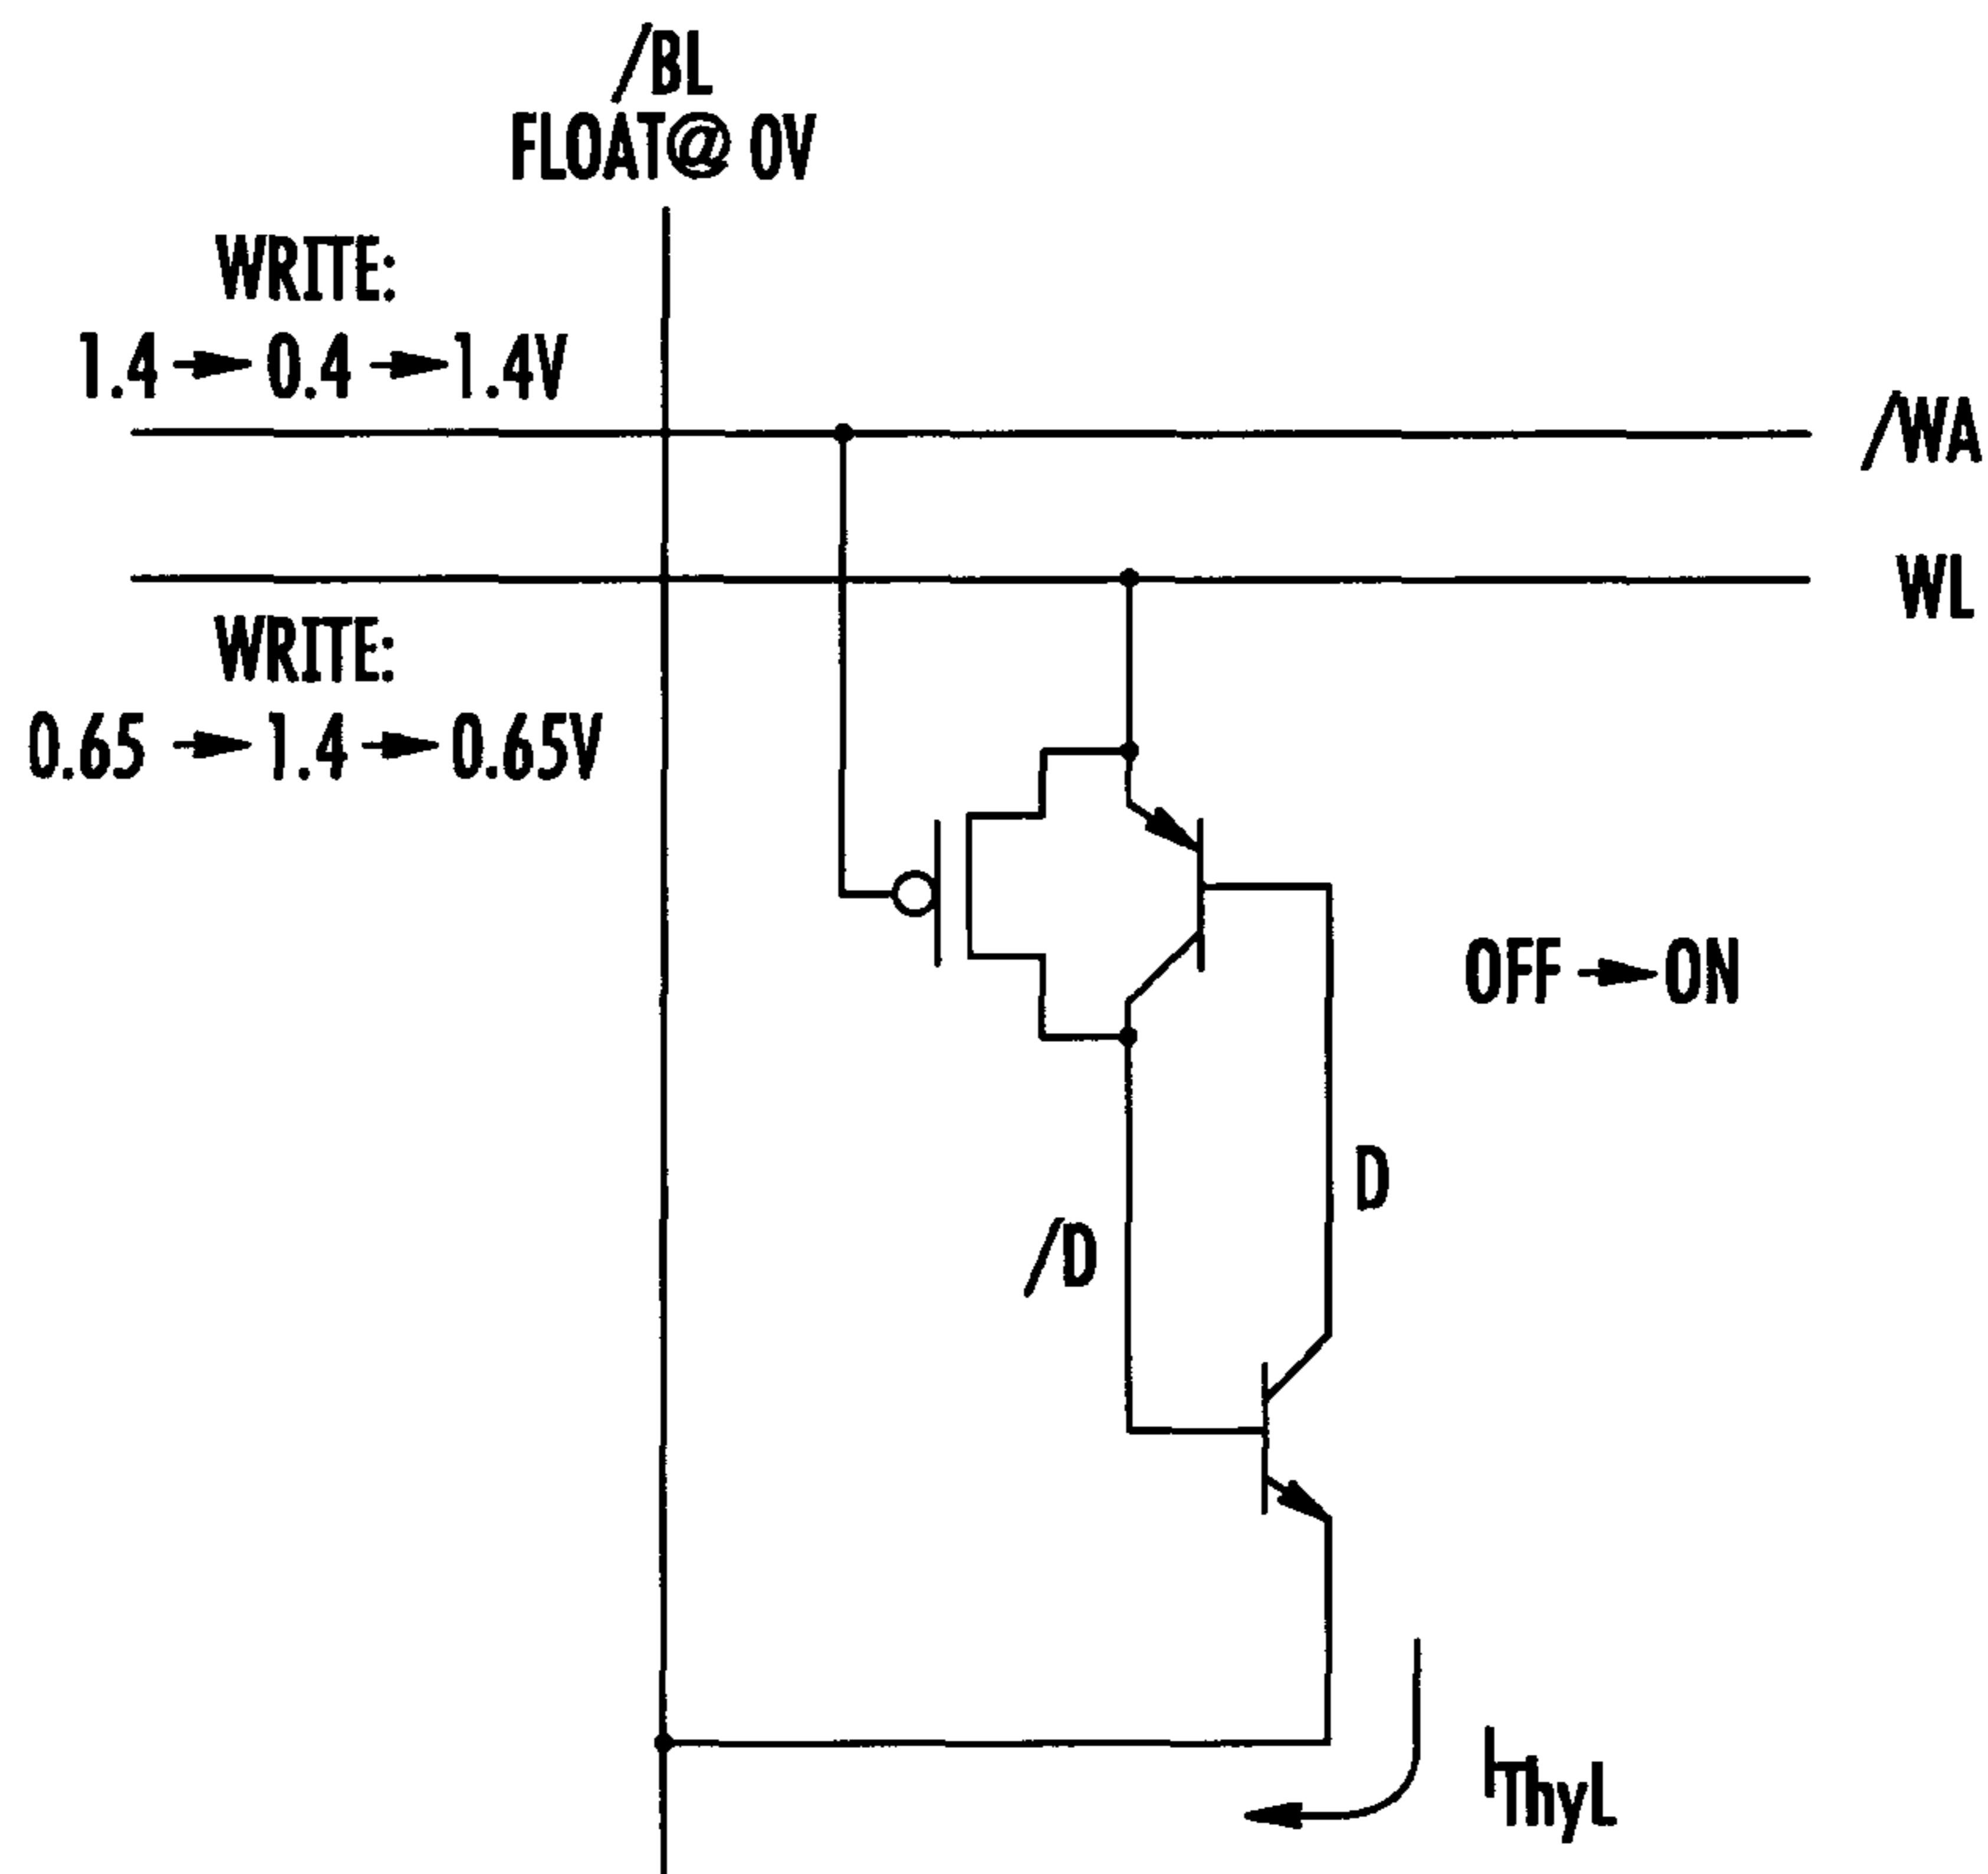 /BL
FLOAT@ 0V
WRITE:
1.4 → 0.4 → 1.4V
/WA
WL
WRITE:
0.65 → 1.4 → 0.65V
OFF → ON
D
/D
IThyL